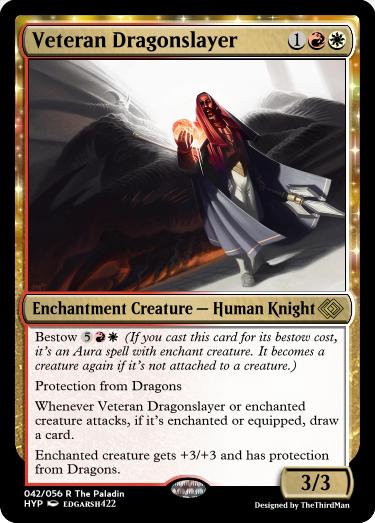 Veteran Dragonslayer 1
Enchantment Creature — Human Knight
Bestow 5 (If you cast this card for its bestow cost,
it's an Aura spell with enchant creature. It becomes
a creature again if it's not attached to a creature.)
Protection from Dragons
Whenever Veteran Dragonslayer or enchanted
creature attacks, if it's enchanted or equipped, draw
a card.
Enchanted creature gets +3/+3 and has protection
from Dragons.
3/3
042/056 R The Paladin
HYP EDGARSH422
Designed by TheThirdMan